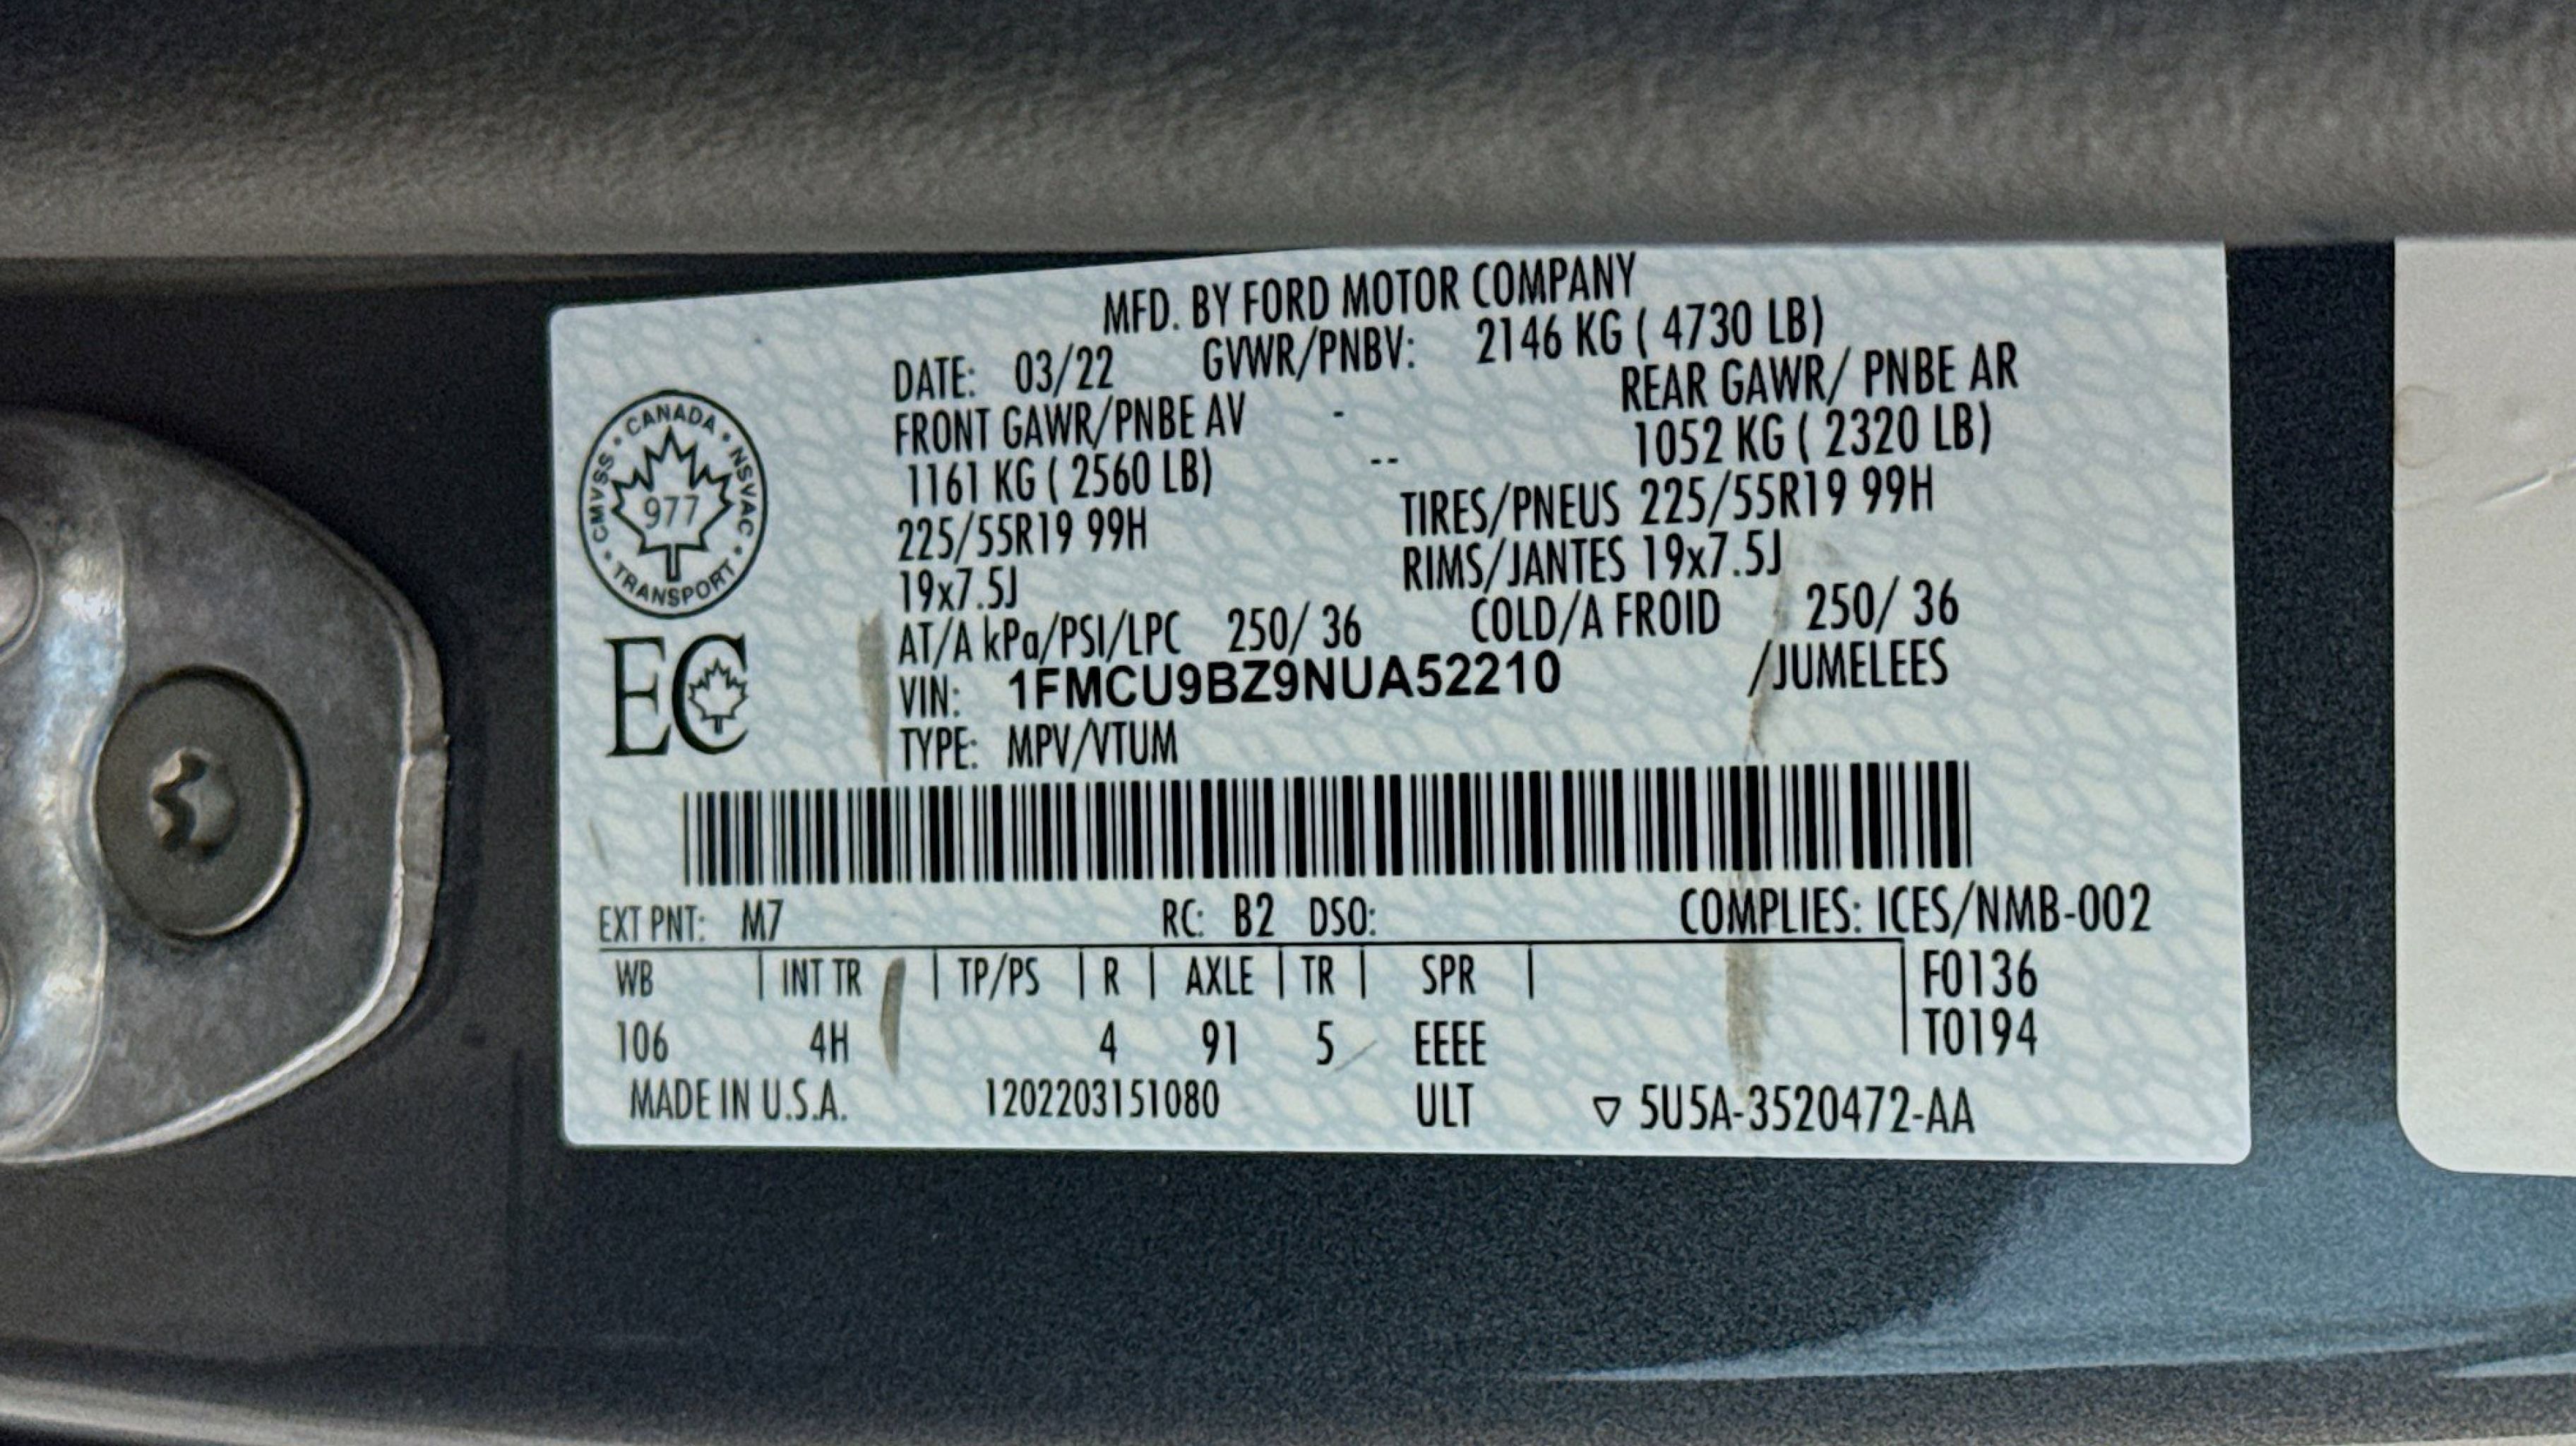 MFD. BY FORD MOTOR COMPANY
DATE: 03/22 GVWR/PNBV: 2146 KG ( 4730 LB)
FRONT GAWR/PNBE AV - REAR GAWR/ PNBE AR
1161 KG ( 2560 LB) -- 1052 KG ( 2320 LB)
225/55R19 99H TIRES/PNEUS 225/55R19 99H
19x7.5J RIMS/JANTES 19x7.5J
AT/A kPa/PSI/LPC 250/ 36 COLD/A FROID 250/ 36
VIN: 1FMCU9BZ9NUA52210 /JUMELEES
TYPE: MPV/VTUM
CANADA • NSVAC • TRANSPORT • CMVSS •
977
EC
EXT PNT: M7 RC: B2 DSO: COMPLIES: ICES/NMB-002
WB | INT TR | TP/PS | R | AXLE | TR | SPR | F0136
106 4H 4 91 5 EEEE T0194
MADE IN U.S.A. 1202203151080 ULT ▽ 5U5A-3520472-AA